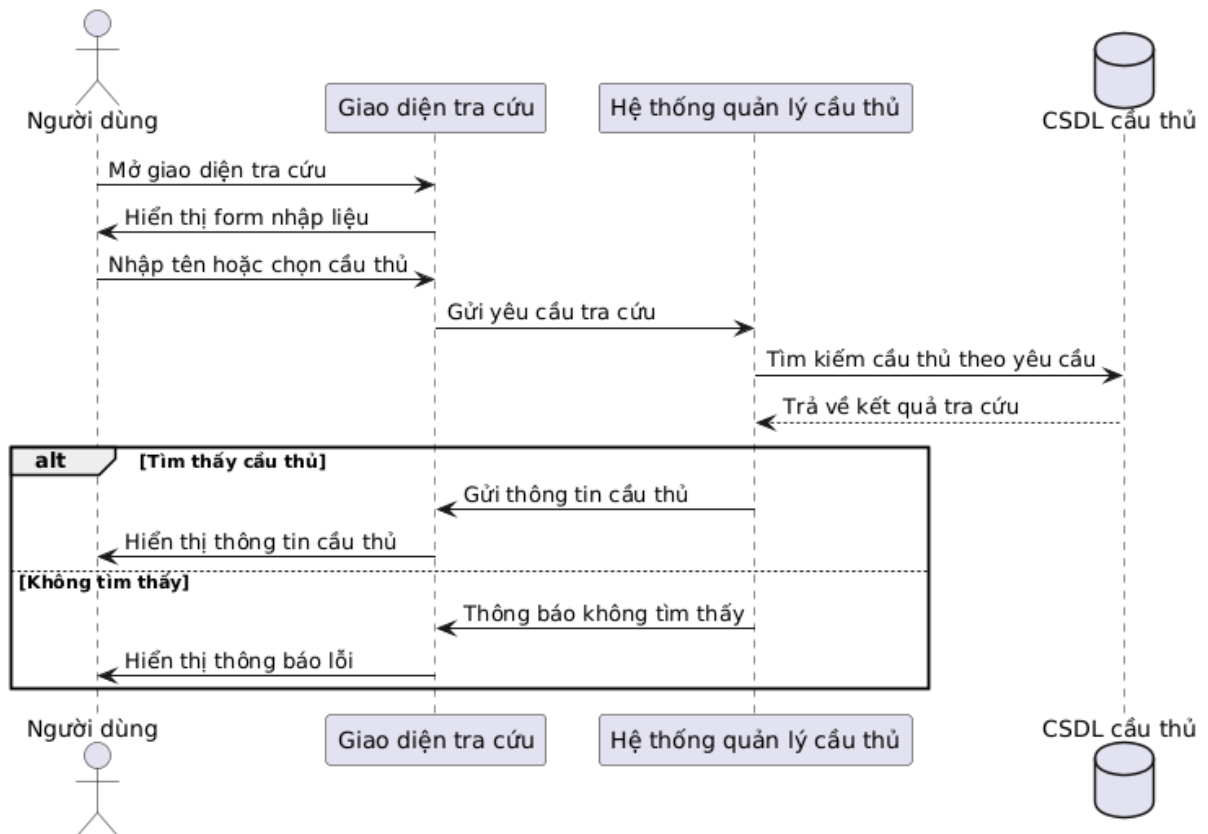 Người dùng
Giao diện tra cứu
Hệ thống quản lý cầu thủ
CSDL cầu thủ
Mở giao diện tra cứu
Hiển thị form nhập liệu
Nhập tên hoặc chọn cầu thủ
Gửi yêu cầu tra cứu
Tìm kiếm cầu thủ theo yêu cầu
Trả về kết quả tra cứu
alt [Tìm thấy cầu thủ]
Gửi thông tin cầu thủ
Hiển thị thông tin cầu thủ
[Không tìm thấy]
Thông báo không tìm thấy
Hiển thị thông báo lỗi
Người dùng
Giao diện tra cứu
Hệ thống quản lý cầu thủ
CSDL cầu thủ